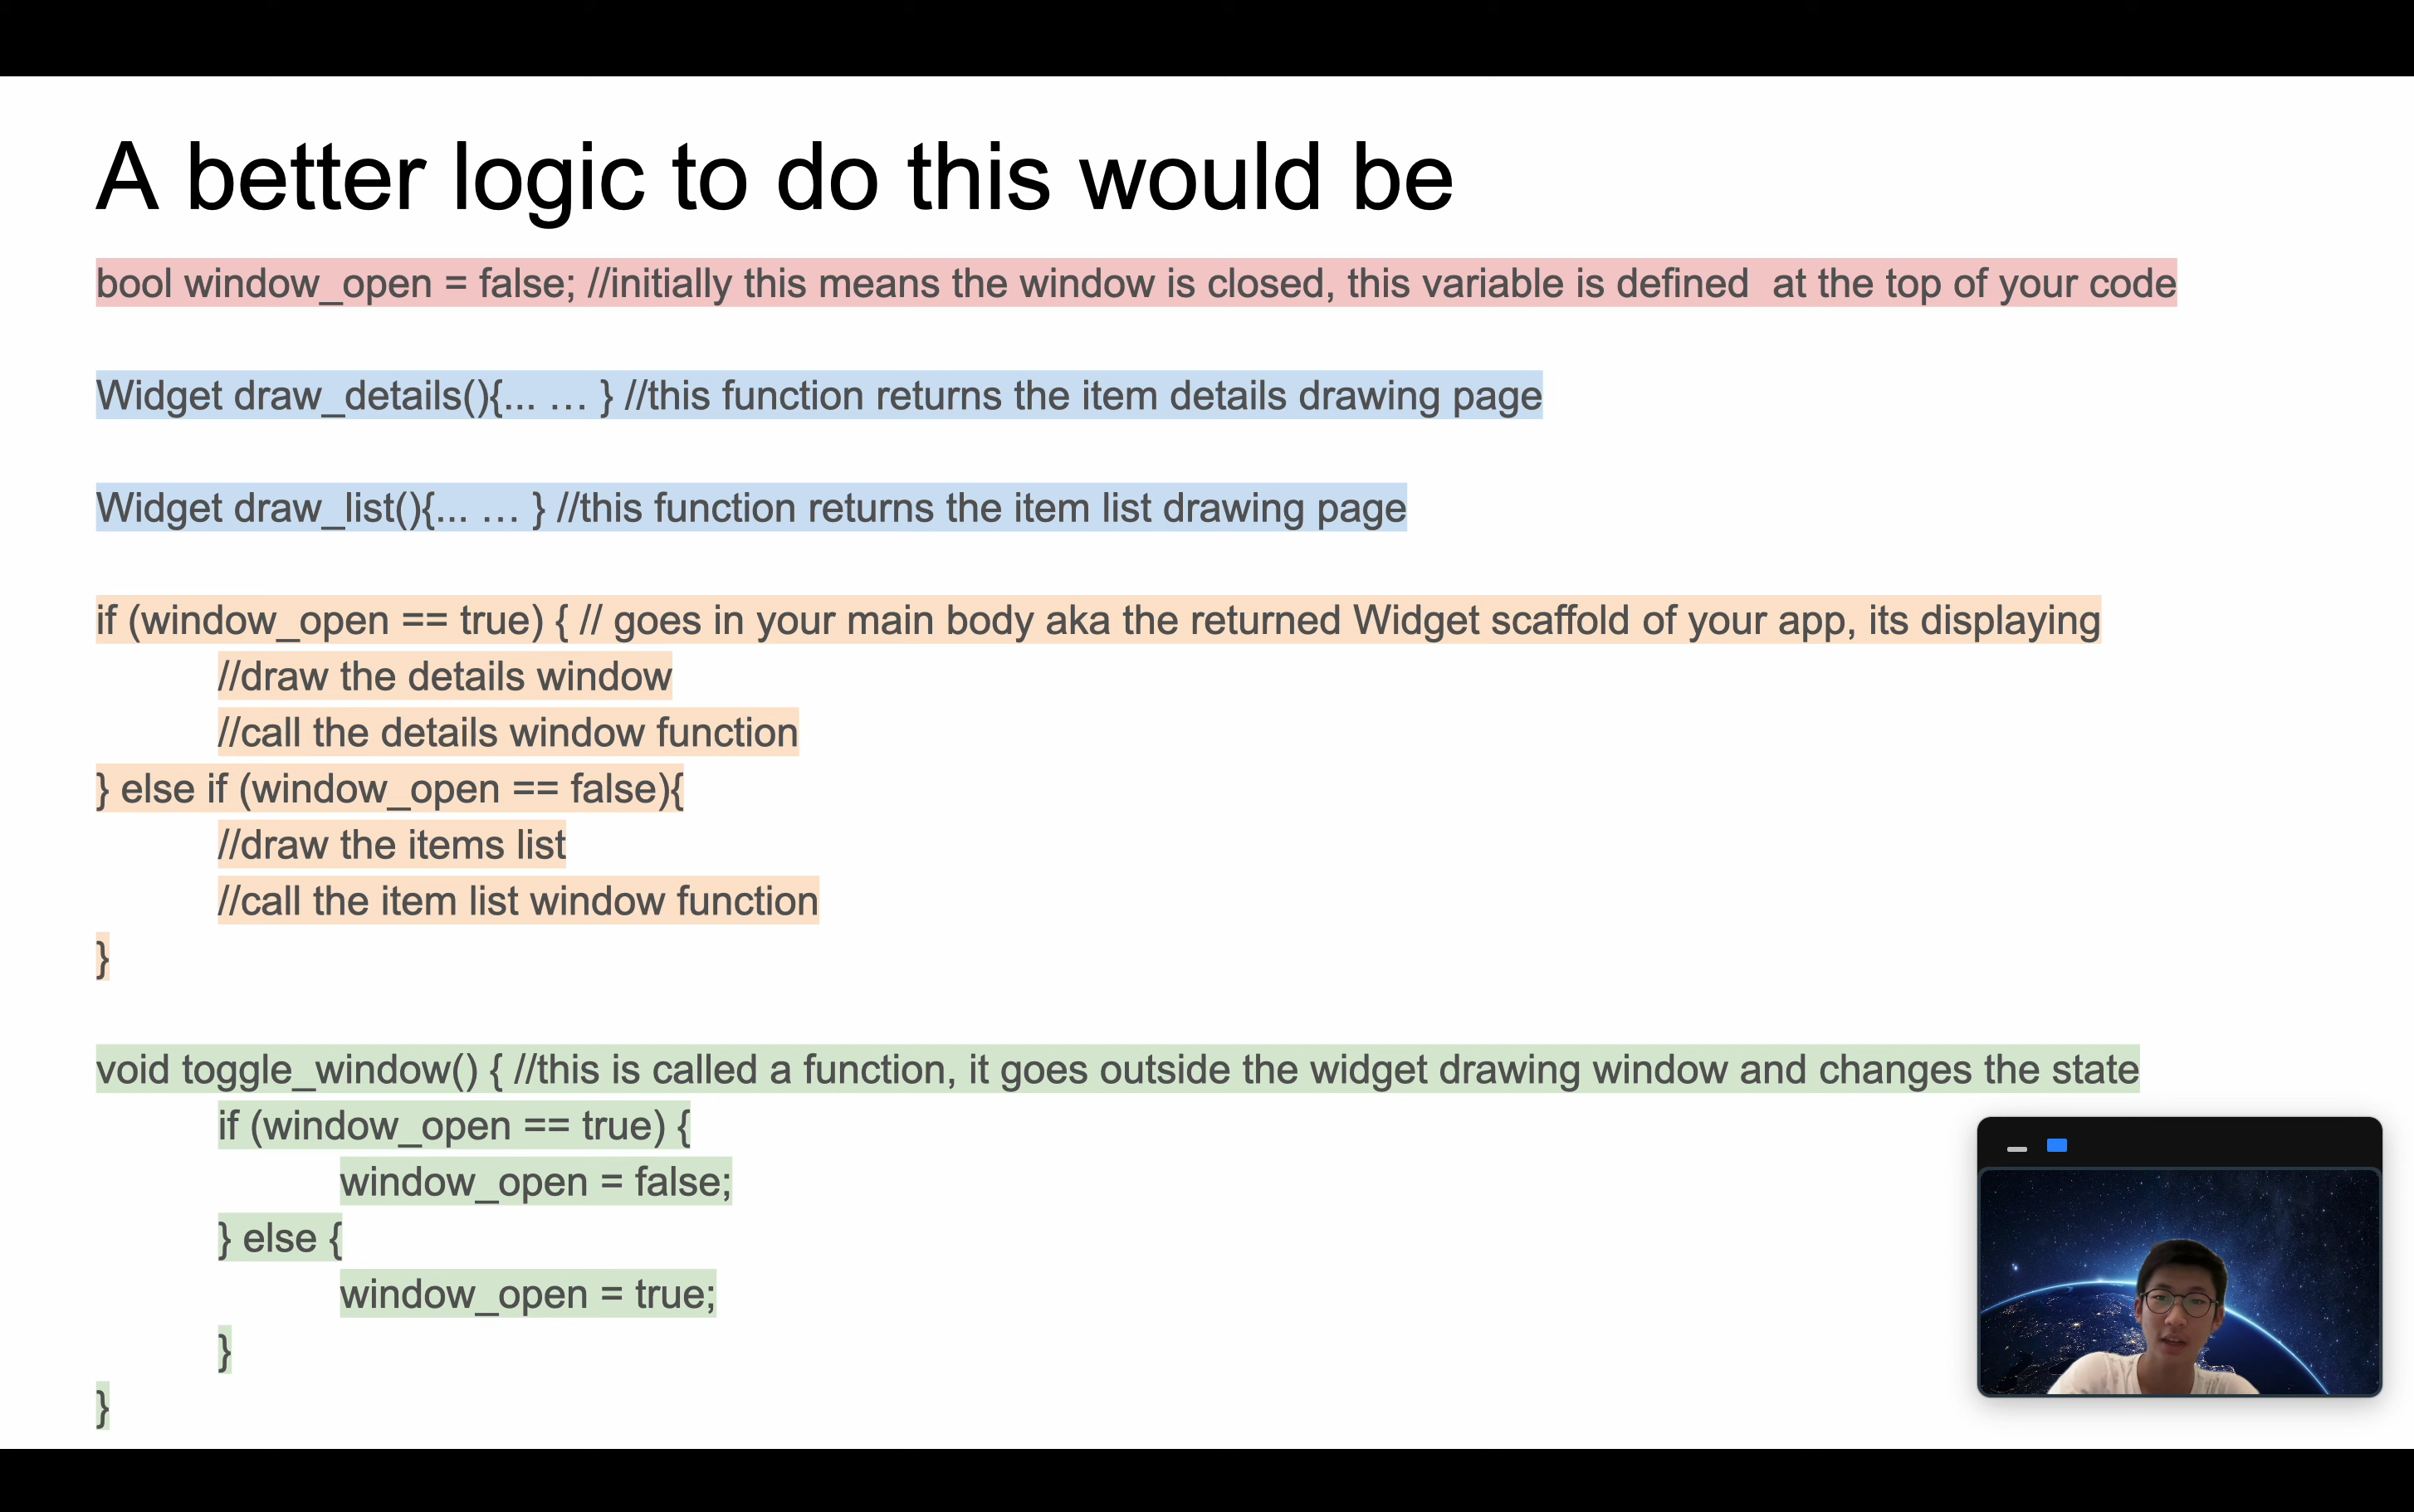 A better logic to do this would be
bool window_open = false; //initially this means the window is closed, this variable is defined  at the top of your code
Widget draw_details(){... … } //this function returns the item details drawing page
Widget draw_list(){... … } //this function returns the item list drawing page
if (window_open == true) { // goes in your main body aka the returned Widget scaffold of your app, its displaying
//draw the details window
//call the details window function
} else if (window_open == false){
//draw the items list
//call the item list window function
}
void toggle_window() { //this is called a function, it goes outside the widget drawing window and changes the state
if (window_open == true) {
window_open = false;
} else {
window_open = true;
}
}